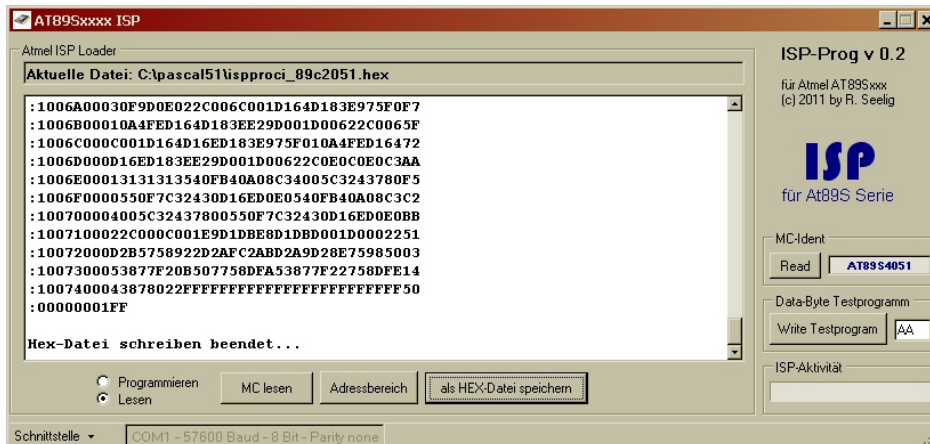 AT89Sxxxx ISP
Atmel ISP Loader
Aktuelle Datei: C:\pascal51\ispproci_89c2051.hex
:1006A00030F9D0E022C006C001D164D183E975F0F7
:1006B00010A4FED164D183EE29D001D00622C0065F
:1006C000C001D164D16ED183E975F010A4FED16472
:1006D000D16ED183EE29D001D00622C0E0C0E0C3AA
:1006E00013131313540FB40A08C34005C3243780F5
:1006F0000550F7C32430D16ED0E0540FB40A08C3C2
:100700004005C32437800550F7C32430D16ED0E0BB
:1007100022C000C001E9D1DBE8D1DBD001D0002251
:10072000D2B5758922D2AFC2ABD2A9D28E75985003
:1007300053877F20B507758DFA53877F22758DFE14
:1007400043878022FFFFFFFFFFFFFFFFFFFFFFFF50
:00000001FF
Hex-Datei schreiben beendet...
Programmieren
Lesen
MC lesen
Adressbereich
als HEX-Datei speichern
Schnittstelle
COM1 - 57600 Baud - 8 Bit - Parity none
ISP-Prog v 0.2
für Atmel AT89Sxxx
(c) 2011 by R. Seelig
ISP
für At89S Serie
MC-Ident
Read
AT89S4051
Data-Byte Testprogramm
Write Testprogram
AA
ISP-Aktivität